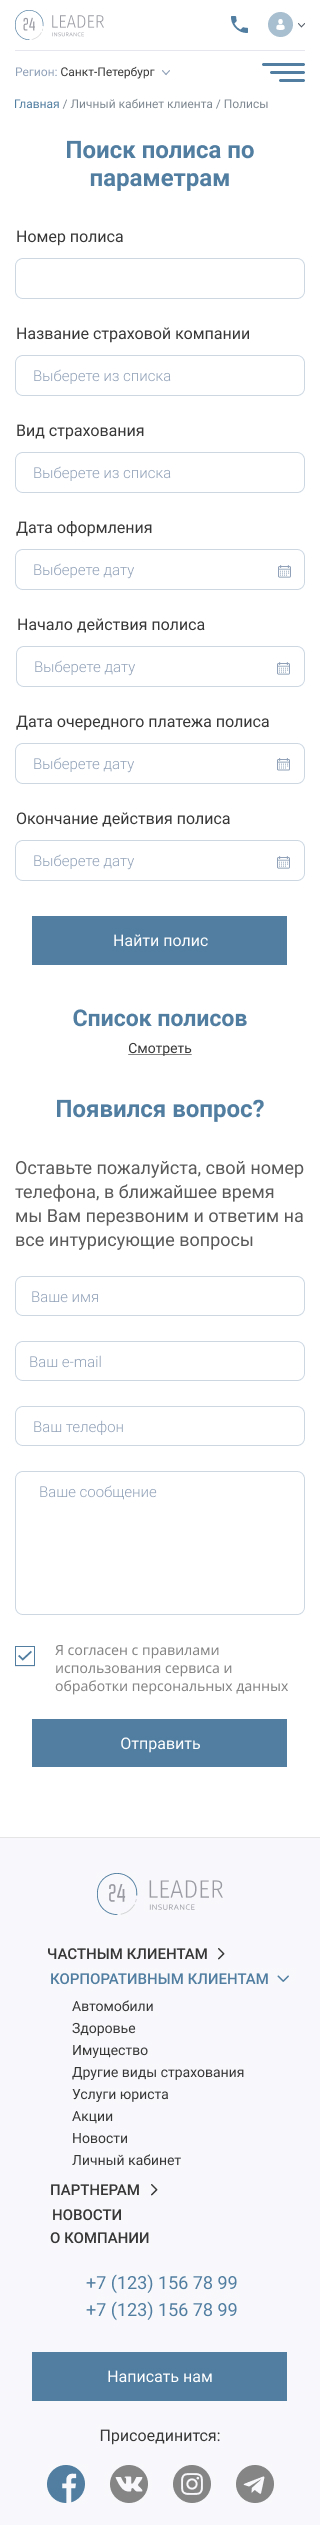 24 LEADER
INSURANCE
Регион: Санкт-Петербург
Главная / Личный кабинет клиента / Полисы
Поиск полиса по
параметрам
Номер полиса
Название страховой компании
Выберете из списка
Вид страхования
Выберете из списка
Дата оформления
Выберете дату
Начало действия полиса
Выберете дату
Дата очередного платежа полиса
Выберете дату
Окончание действия полиса
Выберете дату
Найти полис
Список полисов
Смотреть
Появился вопрос?
Оставьте пожалуйста, свой номер
телефона, в ближайшее время
мы Вам перезвоним и ответим на
все интурисующие вопросы
Ваше имя
Ваш e-mail
Ваш телефон
Ваше сообщение
Я согласен с правилами
использования сервиса и
обработки персональных данных
Отправить
24 LEADER
INSURANCE
ЧАСТНЫМ КЛИЕНТАМ
КОРПОРАТИВНЫМ КЛИЕНТАМ
Автомобили
Здоровье
Имущество
Другие виды страхования
Услуги юриста
Акции
Новости
Личный кабинет
ПАРТНЕРАМ
НОВОСТИ
О КОМПАНИИ
+7 (123) 156 78 99
+7 (123) 156 78 99
Написать нам
Присоединится: